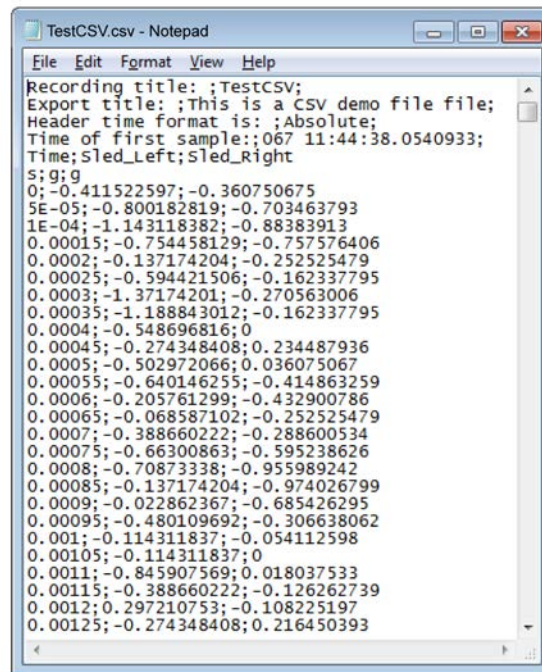 TestCSV.csv - Notepad
File Edit Format View Help
Recording title: ;TestCSV;
Export title: ;This is a CSV demo file file;
Header time format is: ;Absolute;
Time of first sample:;067 11:44:38.0540933;
Time;Sled_Left;Sled_Right
s;g;g
0;-0.411522597;-0.360750675
5E-05;-0.800182819;-0.703463793
1E-04;-1.143118382;-0.88383913
0.00015;-0.754458129;-0.757576406
0.0002;-0.137174204;-0.252525479
0.00025;-0.594421506;-0.162337795
0.0003;-1.37174201;-0.270563006
0.00035;-1.188843012;-0.162337795
0.0004;-0.548696816;0
0.00045;-0.274348408;0.234487936
0.0005;-0.502972066;0.036075067
0.00055;-0.640146255;-0.414863259
0.0006;-0.205761299;-0.432900786
0.00065;-0.068587102;-0.252525479
0.0007;-0.388660222;-0.288600534
0.00075;-0.66300863;-0.595238626
0.0008;-0.70873338;-0.955989242
0.00085;-0.137174204;-0.974026799
0.0009;-0.022862367;-0.685426295
0.00095;-0.480109692;-0.306638062
0.001;-0.114311837;-0.054112598
0.00105;-0.114311837;0
0.0011;-0.845907569;0.018037533
0.00115;-0.388660222;-0.126262739
0.0012;0.297210753;-0.108225197
0.00125;-0.274348408;0.216450393